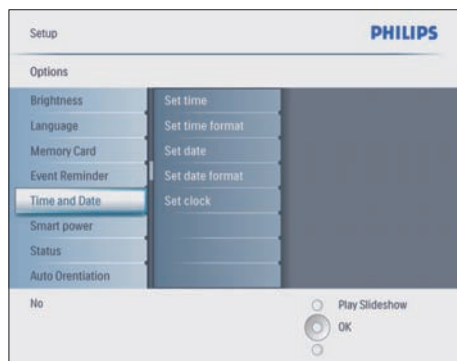 Setup
PHILIPS
Options
Brightness
Language
Memory Card
Event Reminder
Time and Date
Smart power
Status
Auto Orentiation
Set time
Set time format
Set date
Set date format
Set clock
No
Play Slideshow
OK